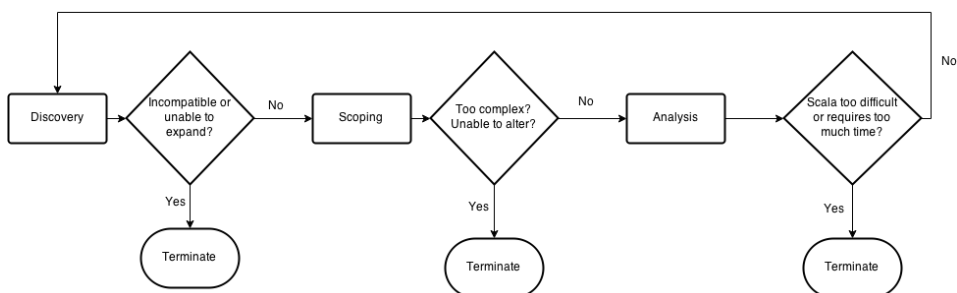 No
Discovery
Incompatible or
unable to
expand?
No
Scoping
Too complex?
Unable to alter?
No
Analysis
Scala too difficult
or requires too
much time?
Yes
Terminate
Yes
Terminate
Yes
Terminate